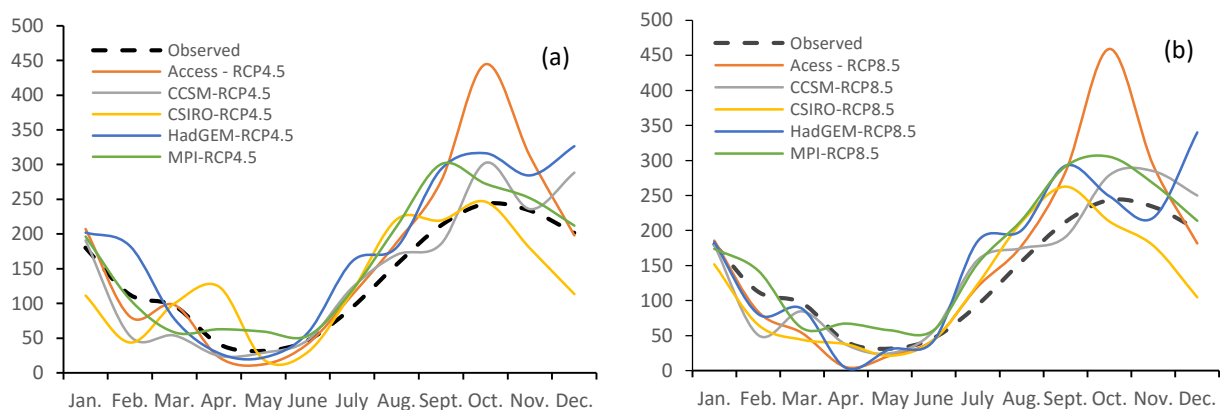 500
450
400
350
300
250
200
150
100
50
0
Observed
Access - RCP4.5
CCSM-RCP4.5
CSIRO-RCP4.5
HadGEM-RCP4.5
MPI-RCP4.5
(a)
Jan. Feb. Mar. Apr. May June July Aug. Sept. Oct. Nov. Dec.
500
450
400
350
300
250
200
150
100
50
0
Observed
Acess - RCP8.5
CCSM-RCP8.5
CSIRO-RCP8.5
HadGEM-RCP8.5
MPI-RCP8.5
(b)
Jan. Feb. Mar. Apr. May June July Aug. Sept. Oct. Nov. Dec.